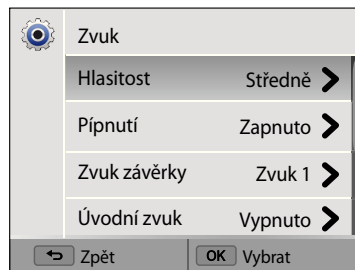 Zvuk
Hlasitost Středně
Pípnutí Zapnuto
Zvuk závěrky Zvuk 1
Úvodní zvuk Vypnuto
Zpět OK Vybrat